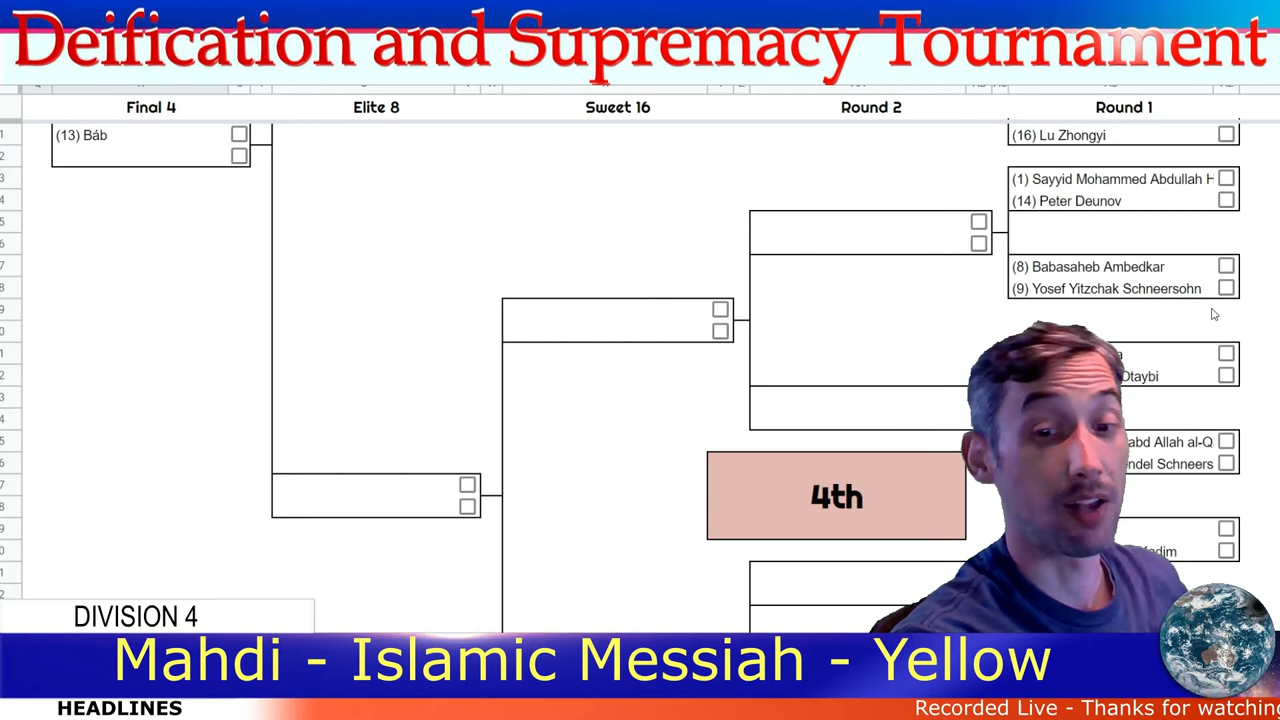 Deification and Supremacy Tournament
Final 4 Elite 8 Sweet 16 Round 2 Round 1
(13) Báb
(16) Lu Zhongyi
(1) Sayyid Mohammed Abdullah H
(14) Peter Deunov
(8) Babasaheb Ambedkar
(9) Yosef Yitzchak Schneersohn
Otaybi
abd Allah al-Q
Schneers
4th
DIVISION 4
Mahdi - Islamic Messiah - Yellow
HEADLINES
Recorded Live - Thanks for watching